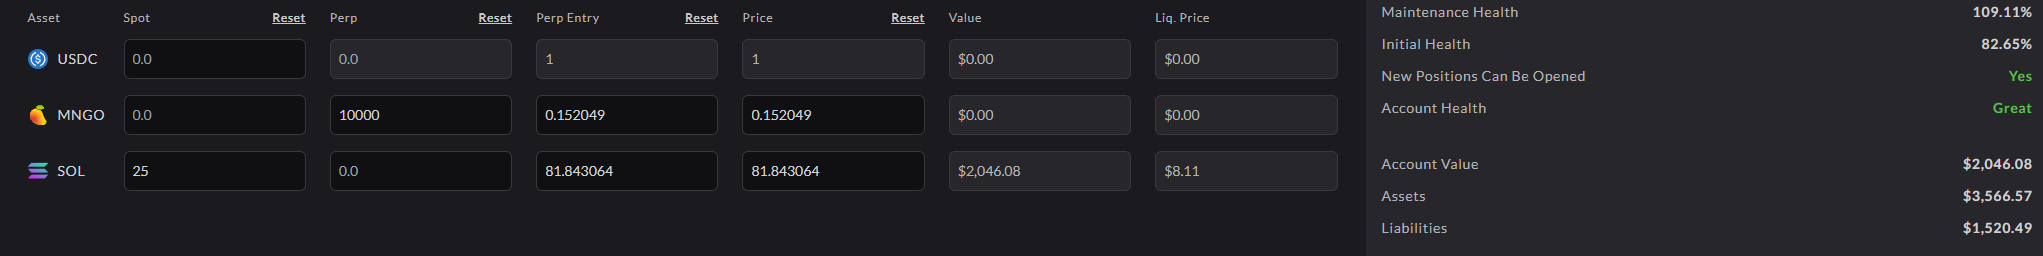 Asset Spot Reset Perp Reset Perp Entry Reset Price Reset Value Liq. Price
USDC 0.0 0.0 1 1 $0.00 $0.00
MNGO 0.0 10000 0.152049 0.152049 $0.00 $0.00
SOL 25 0.0 81.843064 81.843064 $2,046.08 $8.11
Maintenance Health 109.11%
Initial Health 82.65%
New Positions Can Be Opened Yes
Account Health Great
Account Value $2,046.08
Assets $3,566.57
Liabilities $1,520.49